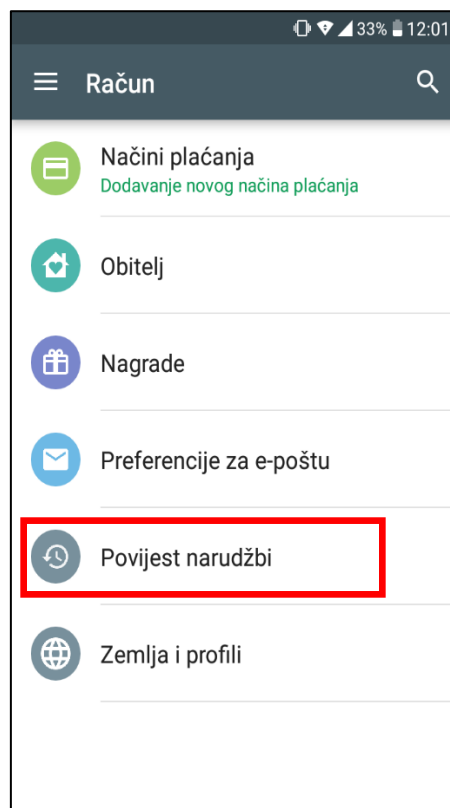 33% 12:01
Račun
Načini plaćanja
Dodavanje novog načina plaćanja
Obitelj
Nagrade
Preferencije za e-poštu
Povijest narudžbi
Zemlja i profili